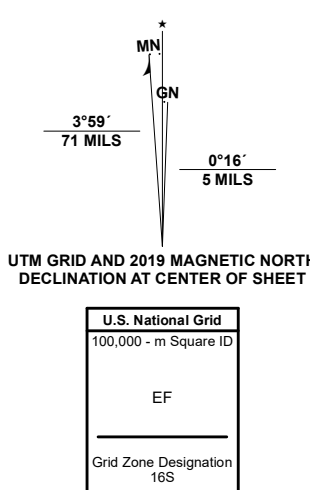 MN
GN
3°59´
71 MILS
0°16´
5 MILS
UTM GRID AND 2019 MAGNETIC NORTH
DECLINATION AT CENTER OF SHEET
U.S. National Grid
100,000 - m Square ID
EF
Grid Zone Designation
16S